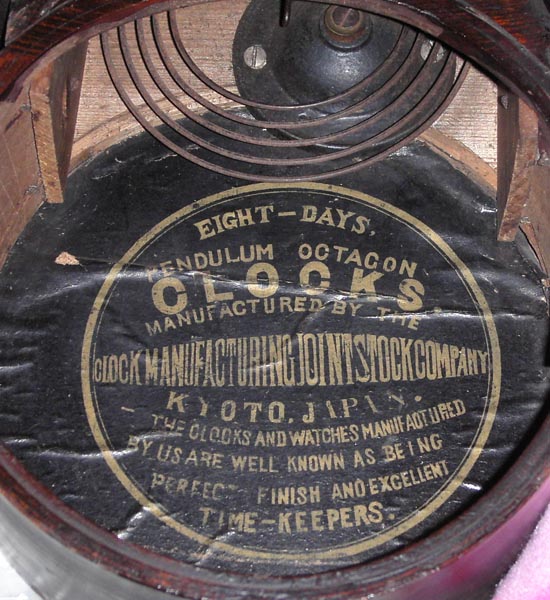 EIGHT-DAYS,
PENDULUM OCTACON
CLOCKS.
MANUFACTURED BY THE
CLOCK MANUFACTURING JOINT STOCK COMPANY
KYOTO, JAPAN.
THE CLOCKS AND WATCHES MANUFACTURED
BY US ARE WELL KNOWN AS BEING
PERFECT FINISH AND EXCELLENT
TIME-KEEPERS.